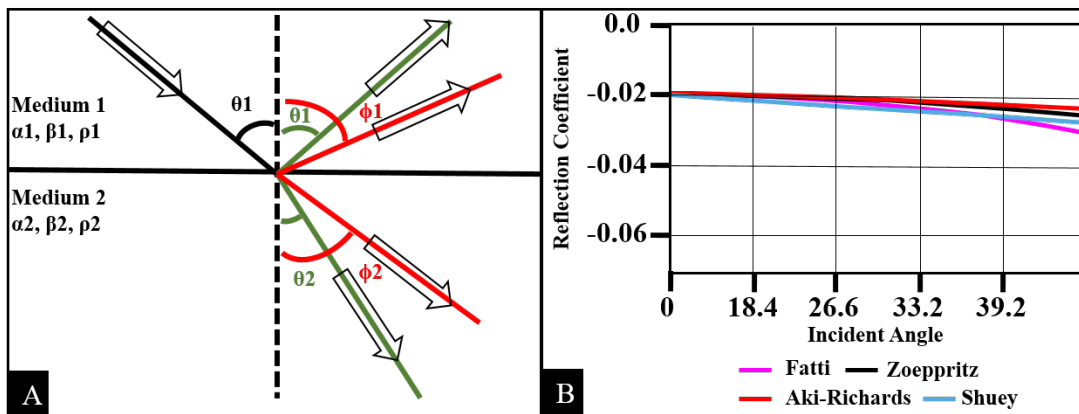 Medium 1
α1, β1, ρ1
Medium 2
α2, β2, ρ2
θ1
θ1
ϕ1
θ2
ϕ2
A
Reflection Coefficient
0.0
-0.02
-0.04
-0.06
0
18.4
26.6
33.2
39.2
Incident Angle
Fatti
Zoeppritz
Aki-Richards
Shuey
B